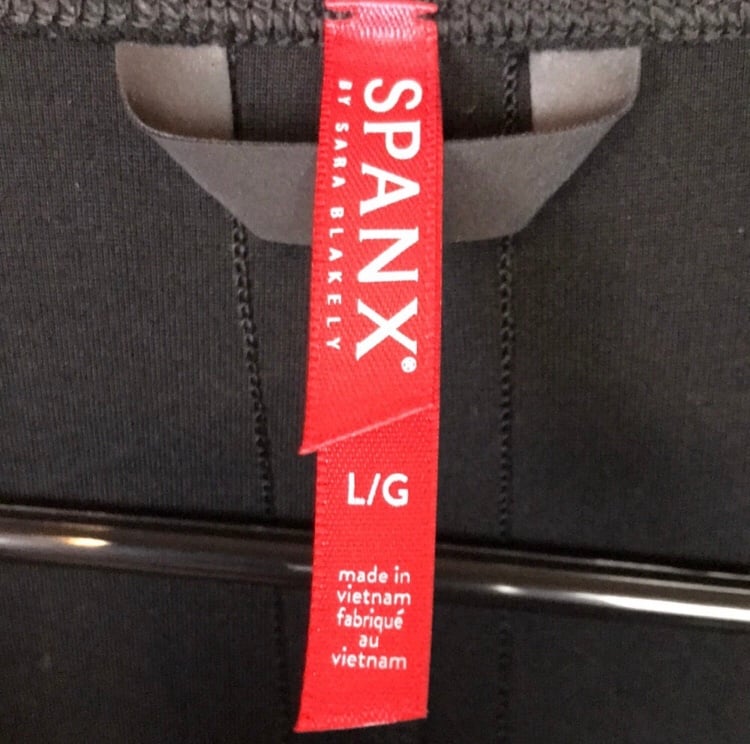 SPANX®
BY SARA BLAKELY
L/G
made in
vietnam
fabriqué
au
vietnam